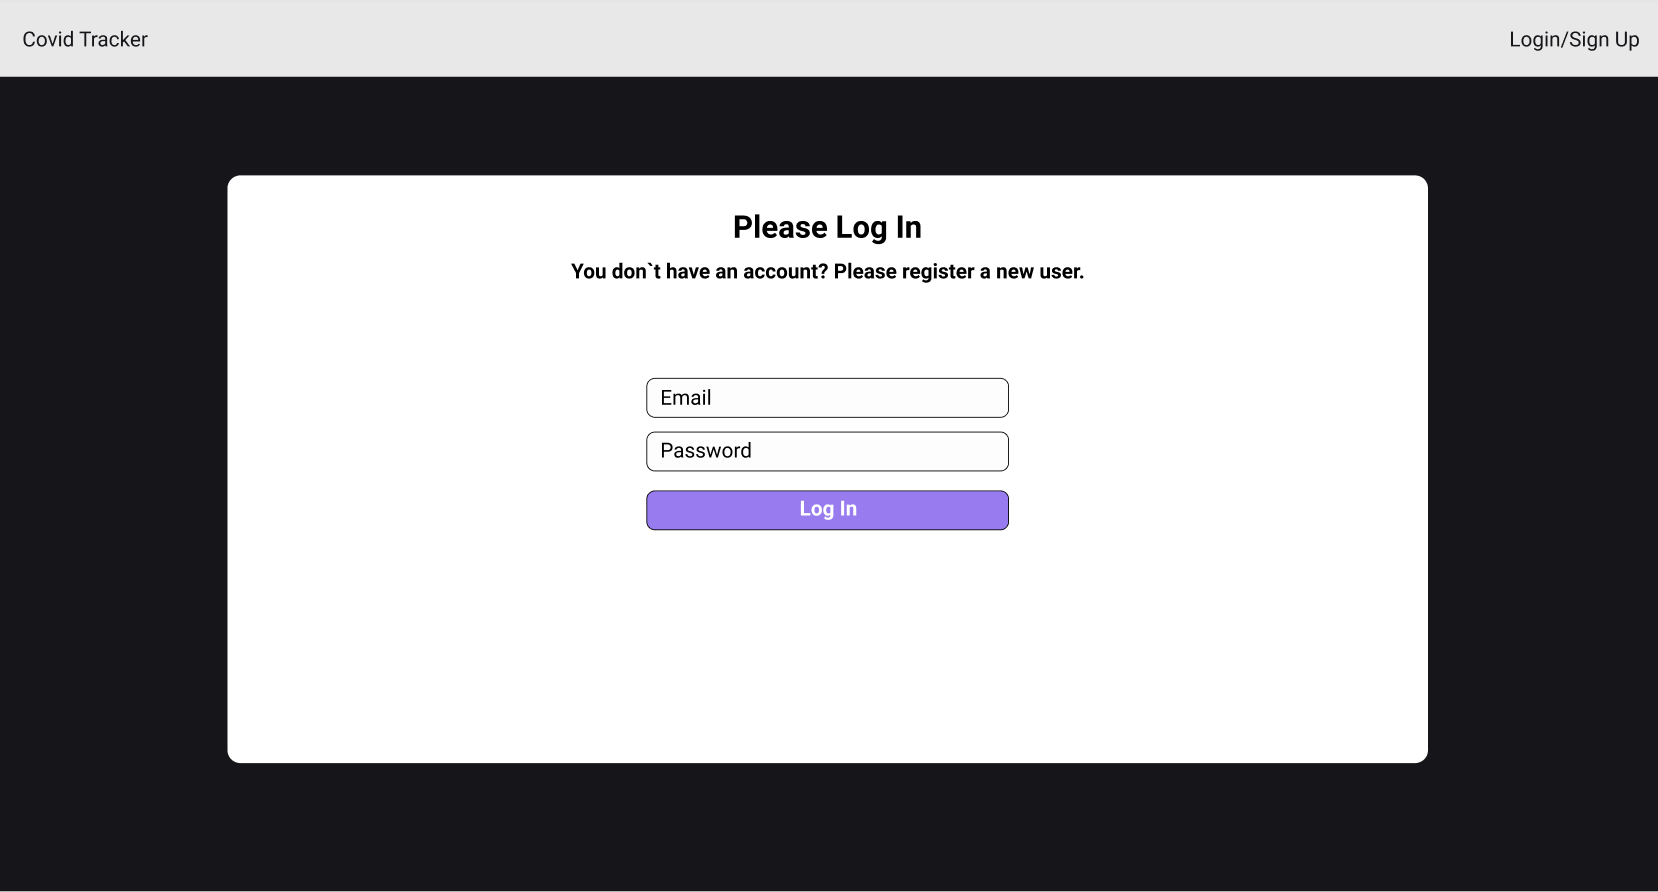 Covid Tracker
Login/Sign Up
Please Log In
You don`t have an account? Please register a new user.
Email
Password
Log In